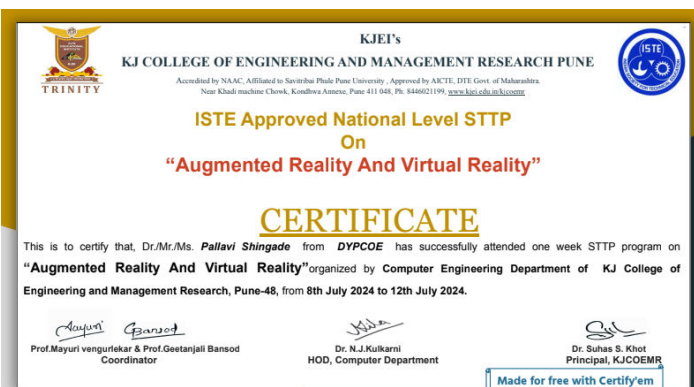 KJEI's
KJ COLLEGE OF ENGINEERING AND MANAGEMENT RESEARCH PUNE
Accredited by NAAC, Affiliated to Savitribai Phule Pune University , Approved by AICTE, DTE Govt. of Maharashtra.
Near Khadi machine Chowk, Kondhwa Annexe, Pune 411 048, Ph: 8446021199, www.kjei.edu.in/kjcoemr
TRINITY
ISTE
ISTE Approved National Level STTP
On
“Augmented Reality And Virtual Reality”
CERTIFICATE
This is to certify that, Dr./Mr./Ms. Pallavi Shingade from DYPCOE has successfully attended one week STTP program on
“Augmented Reality And Virtual Reality”organized by Computer Engineering Department of KJ College of
Engineering and Management Research, Pune-48, from 8th July 2024 to 12th July 2024.
Mayuri GBansod
Prof.Mayuri vengurlekar & Prof.Geetanjali Bansod
Coordinator
Dr. N.J.Kulkarni
HOD, Computer Department
Dr. Suhas S. Khot
Principal, KJCOEMR
Made for free with Certify'em